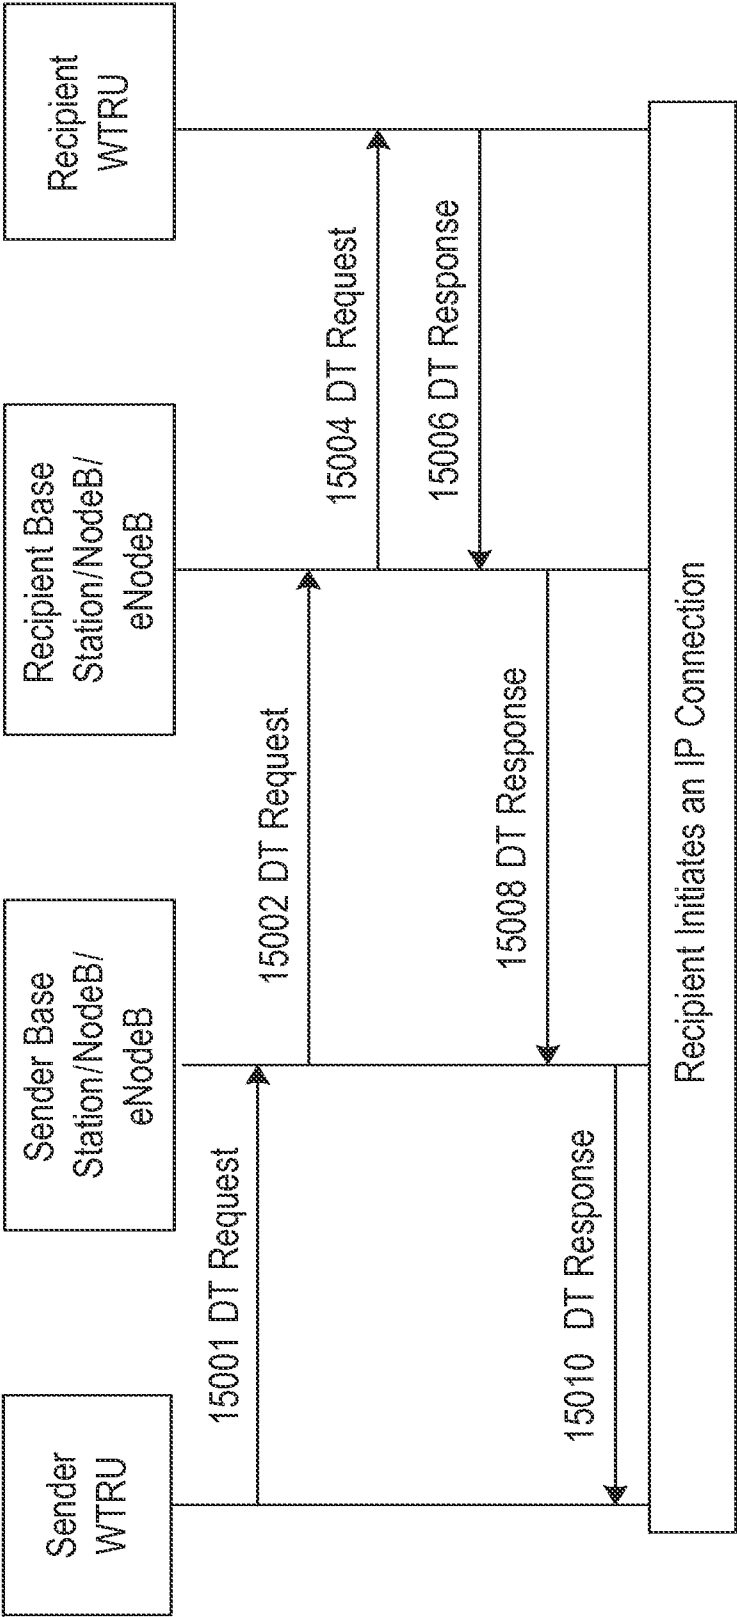 Sender
WTRU
Sender Base
Station/NodeB/
eNodeB
Recipient Base
Station/NodeB/
eNodeB
Recipient
WTRU
15001 DT Request
15002 DT Request
15004 DT Request
15006 DT Response
15008 DT Response
15010 DT Response
Recipient Initiates an IP Connection